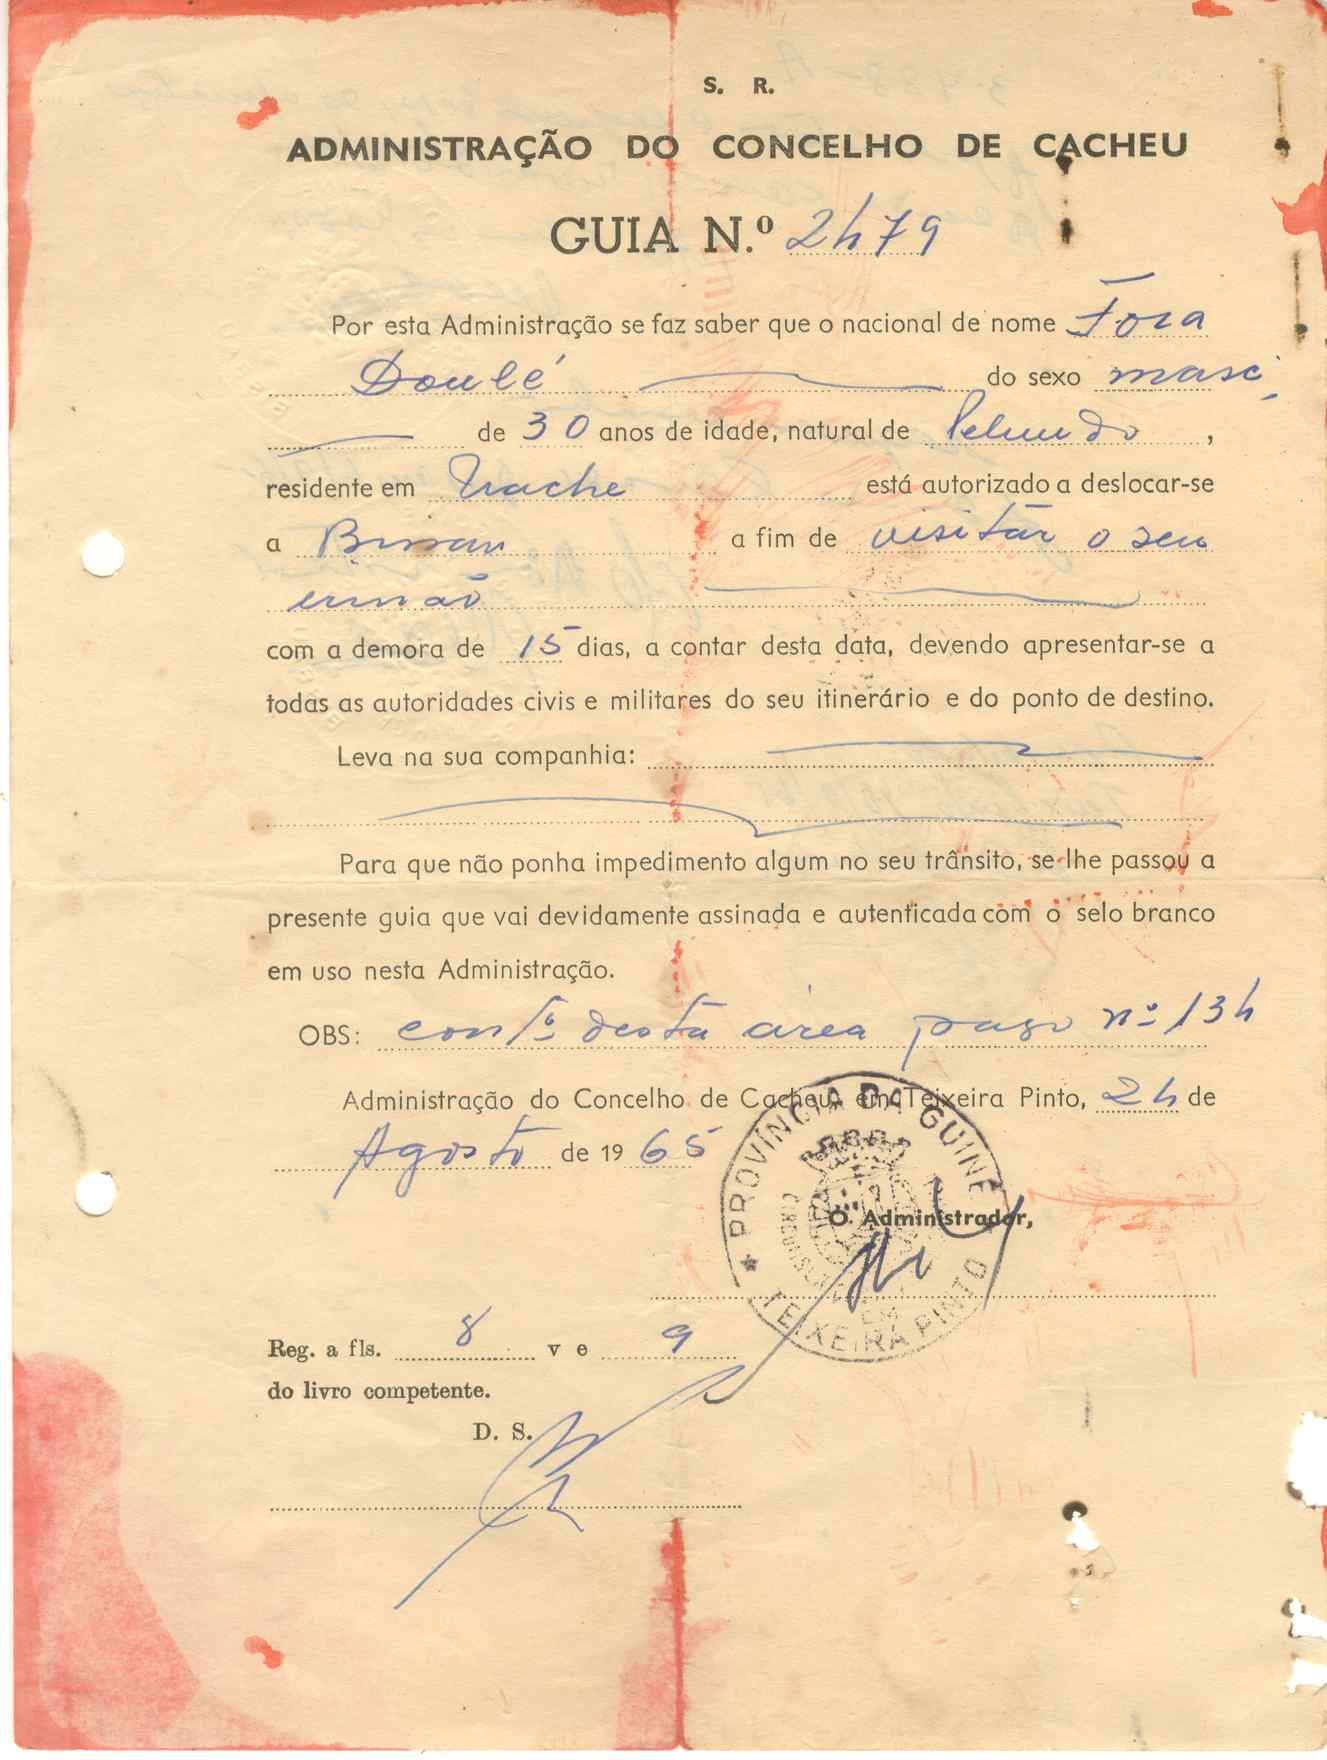 S. R.
ADMINISTRAÇÃO DO CONCELHO DE CACHEU
GUIA N.º 2479
Por esta Administração se faz saber que o nacional de nome Fora
Doulé do sexo masc
de 30 anos de idade, natural de Pelundo,
residente em está autorizado a deslocar-se
a Bissau a fim de visitar o seu
irmão
com a demora de 15 dias, a contar desta data, devendo apresentar-se a
todas as autoridades civis e militares do seu itinerário e do ponto de destino.
Leva na sua companhia:
Para que não ponha impedimento algum no seu trânsito, se lhe passou a
presente guia que vai devidamente assinada e autenticada com o selo branco
em uso nesta Administração.
OBS: desta área pago nº 134
Administração do Concelho de Cacheu em Teixeira Pinto, 24 de
Agosto de 1965
PROVÍNCIA DA GUINÉ
TEIXEIRA PINTO
O Administrador,
Reg. a fls. 8 v e 9
do livro competente.
D. S.